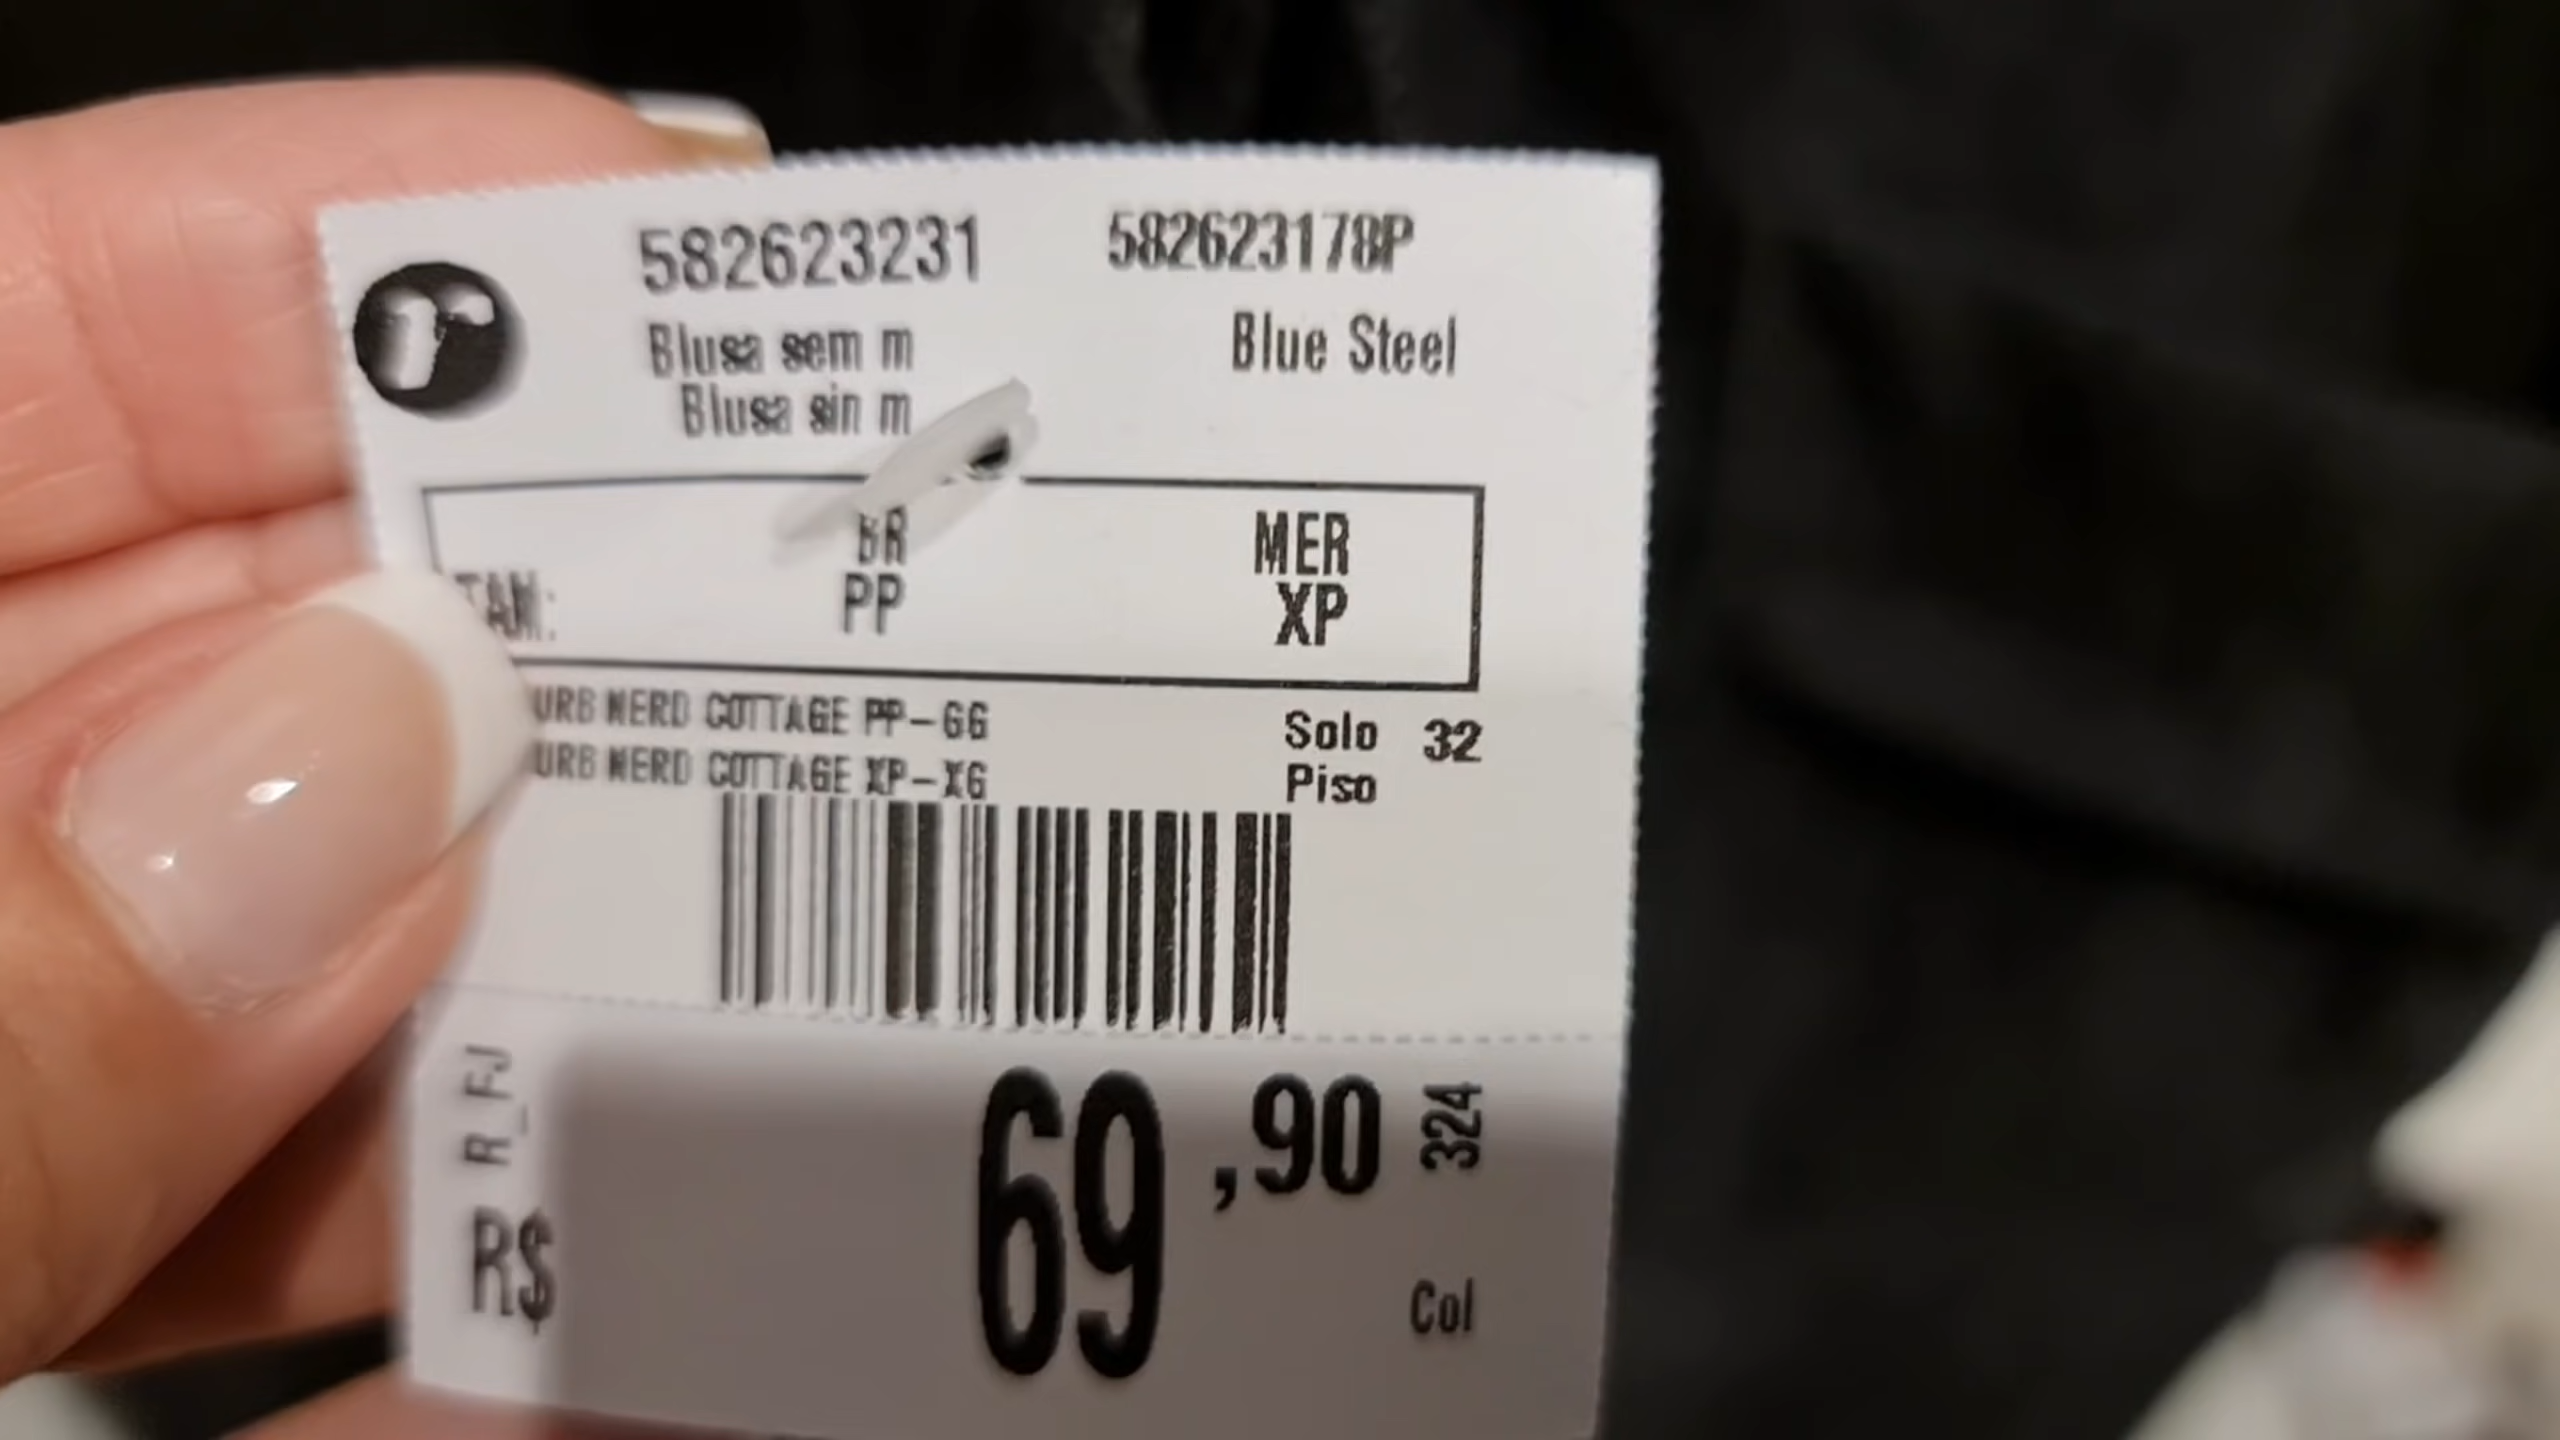 582623231 582623178P
Blusa sem m Blue Steel
Blusa sin m
BR MER
TAM: PP XP
URB NERD COTTAGE PP-GG Solo 32
URB NERD COTTAGE XP-XG Piso
R_FJ
R$ 69,90
324
Col